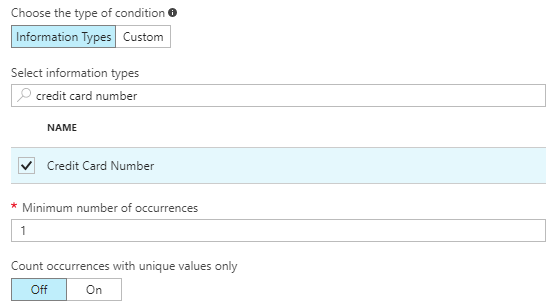 Choose the type of condition
Information Types Custom
Select information types
credit card number
NAME
Credit Card Number
* Minimum number of occurrences
1
Count occurrences with unique values only
Off On